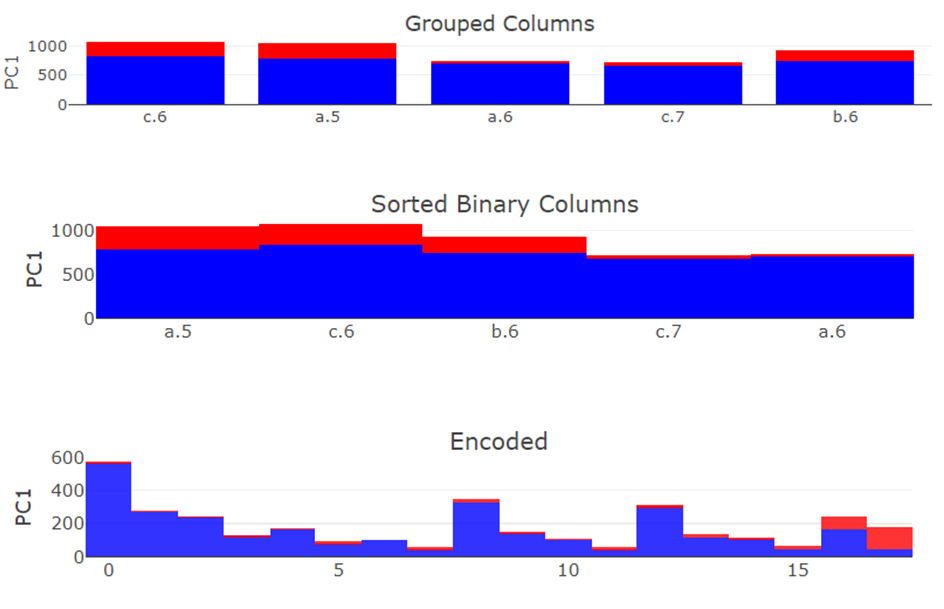 Grouped Columns
1000
500
0
PC1
c.6 a.5 a.6 c.7 b.6
Sorted Binary Columns
1000
500
0
PC1
a.5 c.6 b.6 c.7 a.6
Encoded
600
400
200
0
PC1
0 5 10 15